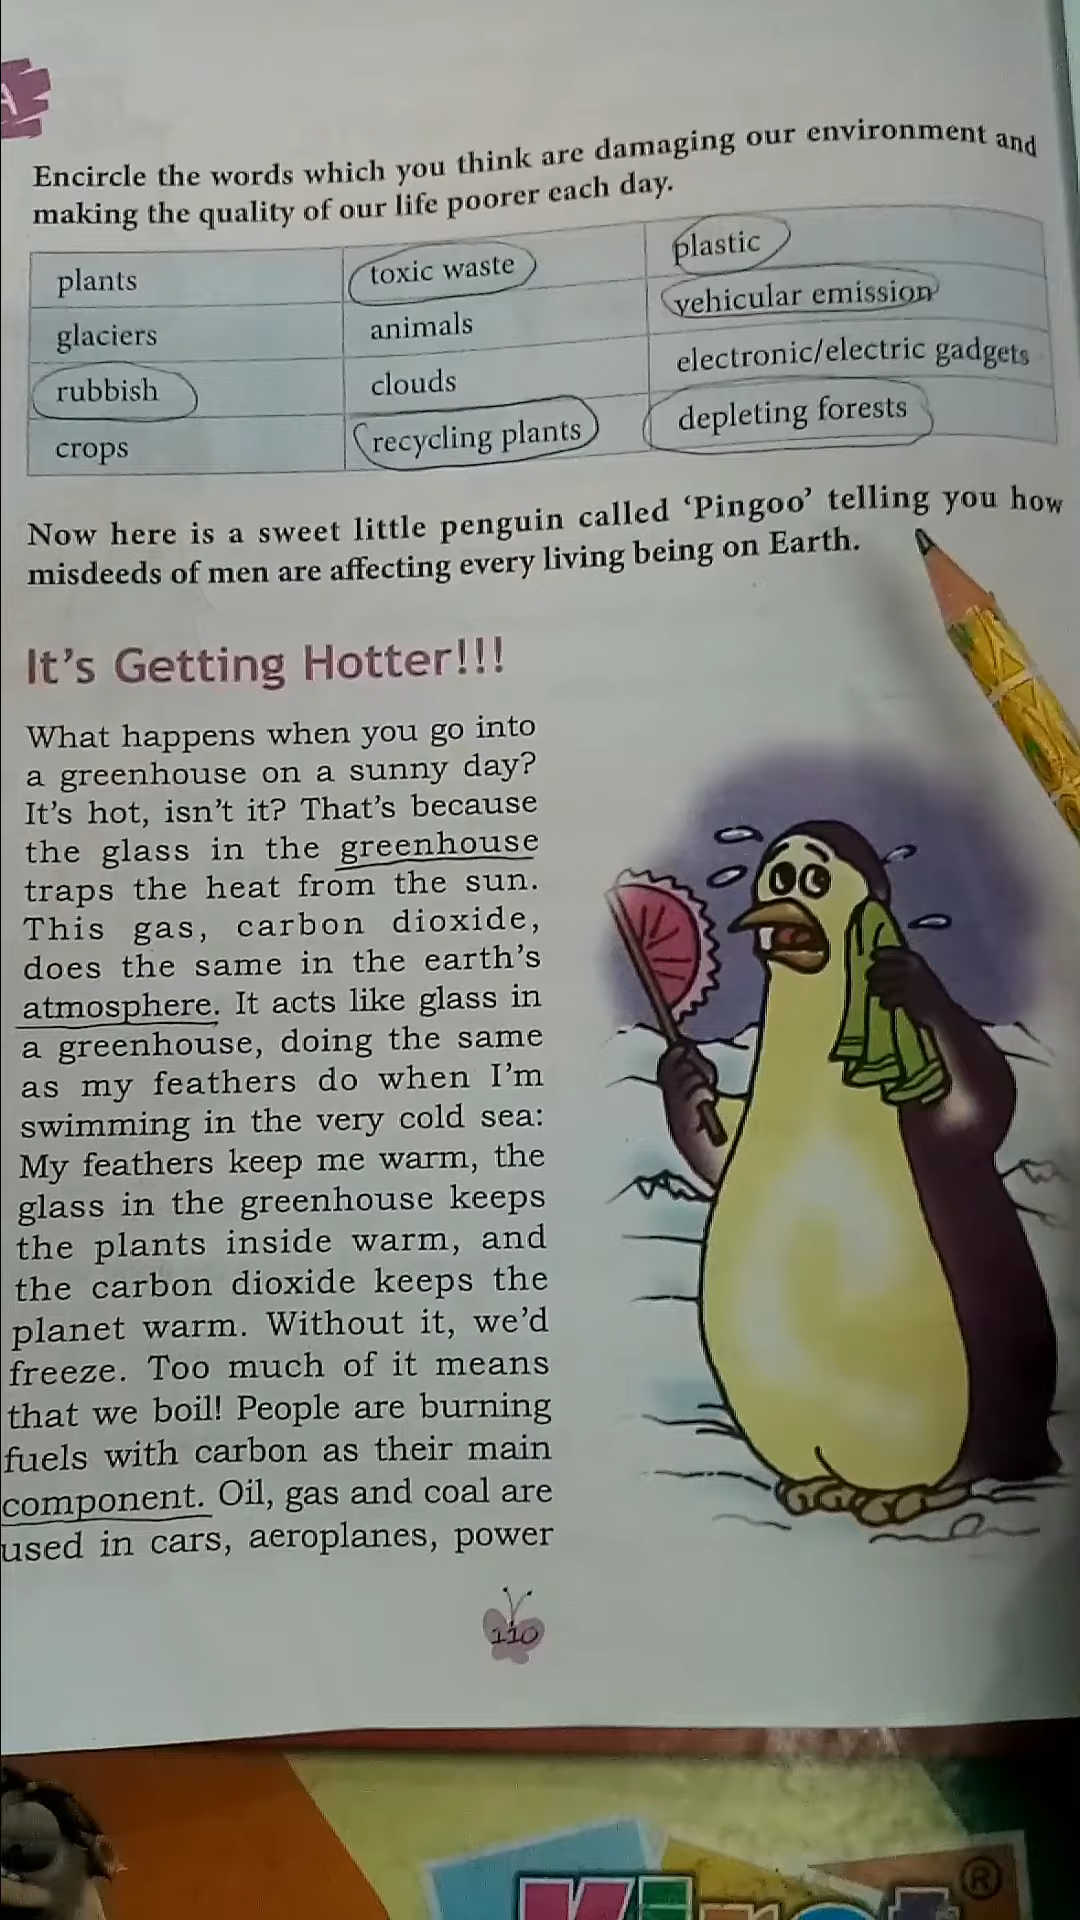 A
Encircle the words which you think are damaging our environment and
making the quality of our life poorer each day.
plants toxic waste plastic
glaciers animals vehicular emission
rubbish clouds electronic/electric gadgets
crops recycling plants depleting forests
Now here is a sweet little penguin called ‘Pingoo’ telling you how
misdeeds of men are affecting every living being on Earth.
It’s Getting Hotter!!!
What happens when you go into
a greenhouse on a sunny day?
It’s hot, isn’t it? That’s because
the glass in the greenhouse
traps the heat from the sun.
This gas, carbon dioxide,
does the same in the earth’s
atmosphere. It acts like glass in
a greenhouse, doing the same
as my feathers do when I’m
swimming in the very cold sea:
My feathers keep me warm, the
glass in the greenhouse keeps
the plants inside warm, and
the carbon dioxide keeps the
planet warm. Without it, we’d
freeze. Too much of it means
that we boil! People are burning
fuels with carbon as their main
component. Oil, gas and coal are
used in cars, aeroplanes, power
110
®